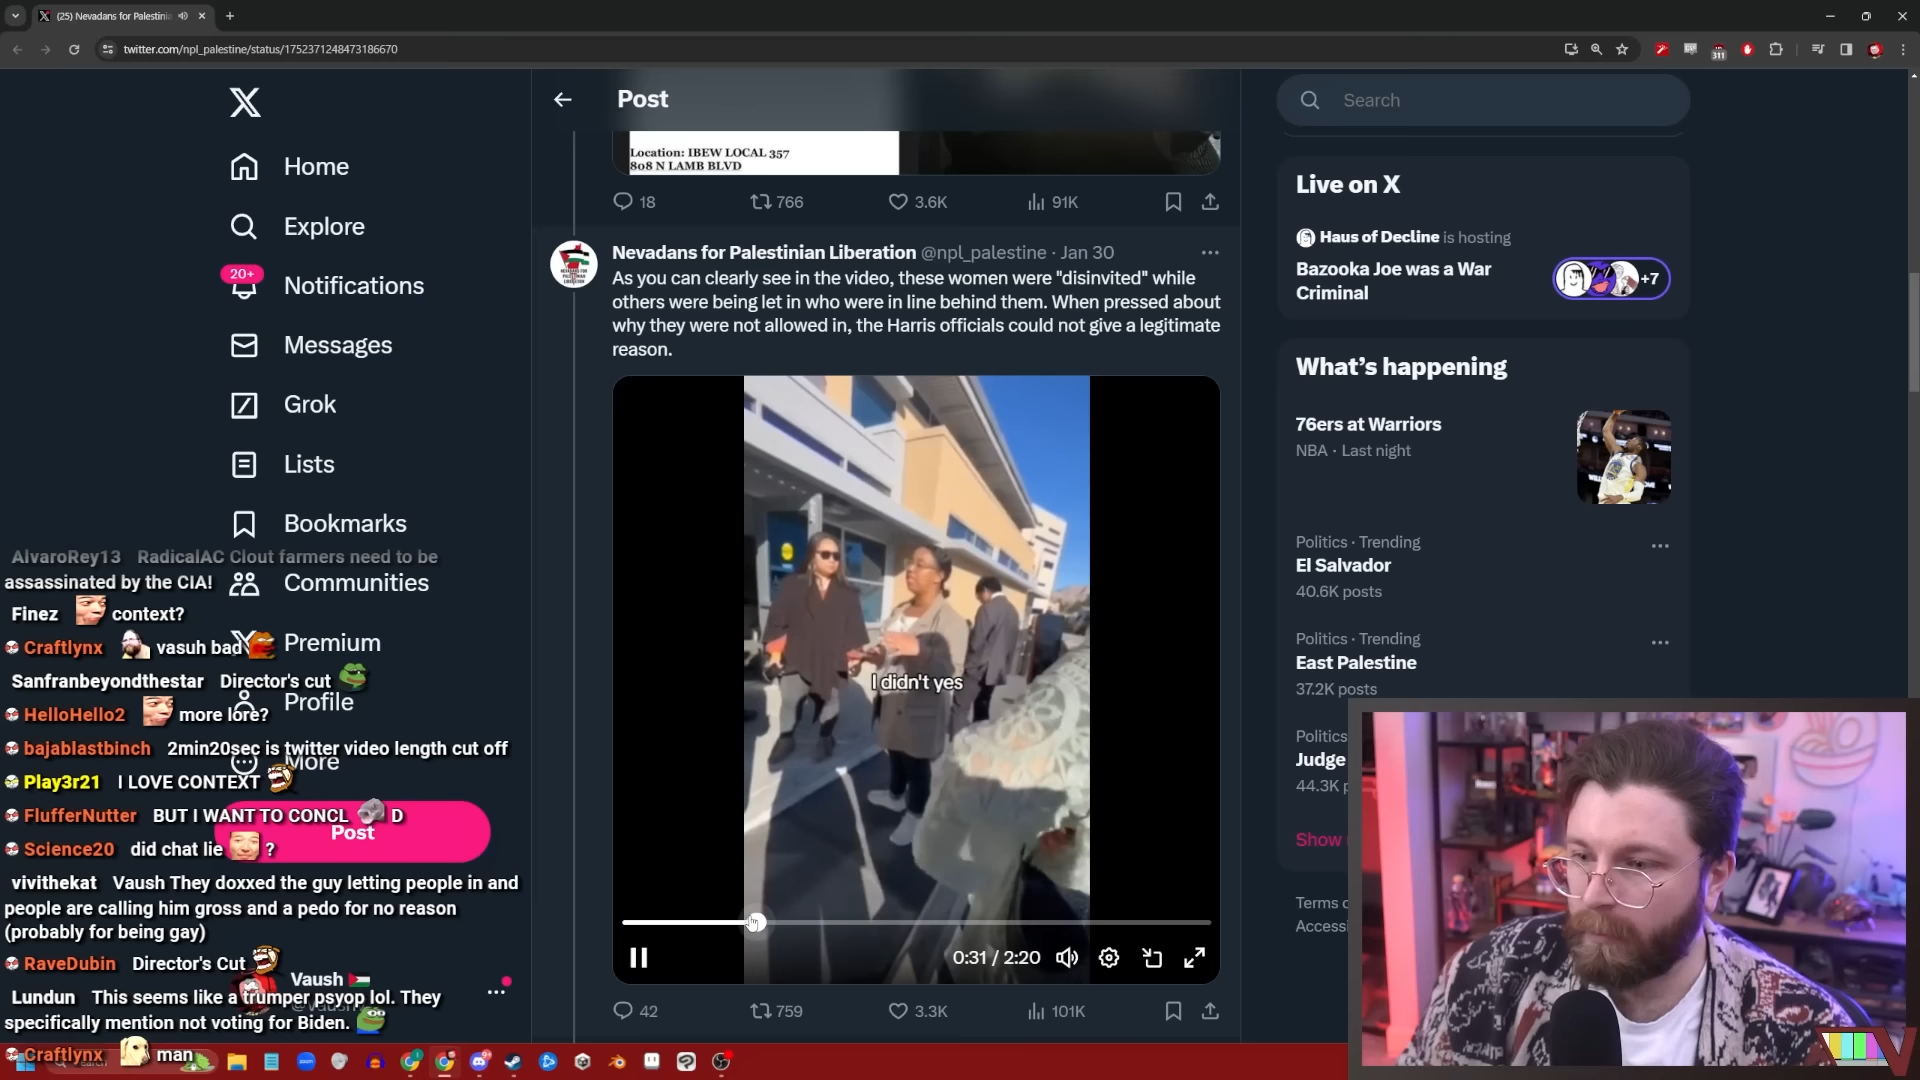 (25) Nevadans for Palestini
twitter.com/npl_palestine/status/1752371248473186670
311
Home
Explore
20+
Notifications
Messages
Grok
Lists
Bookmarks
Communities
Premium
Profile
More
Post
Vaush
AlvaroRey13 RadicalAC Clout farmers need to be
assassinated by the CIA!
Finez context?
Craftlynx vasuh bad
Sanfranbeyondthestar Director's cut
HelloHello2 more lore?
bajablastbinch 2min20sec is twitter video length cut off
Play3r21 I LOVE CONTEXT
FlufferNutter BUT I WANT TO CONCL D
Science20 did chat lie ?
vivithekat Vaush They doxxed the guy letting people in and
people are calling him gross and a pedo for no reason
(probably for being gay)
RaveDubin Director's Cut
Lundun This seems like a trumper psyop lol. They
specifically mention not voting for Biden.
Craftlynx man
Post
Location: IBEW LOCAL 357
808 N LAMB BLVD
18 766 3.6K 91K
Nevadans for Palestinian Liberation @npl_palestine · Jan 30
As you can clearly see in the video, these women were "disinvited" while
others were being let in who were in line behind them. When pressed about
why they were not allowed in, the Harris officials could not give a legitimate
reason.
I didn't yes
0:31 / 2:20
42 759 3.3K 101K
Search
Live on X
Haus of Decline is hosting
Bazooka Joe was a War
Criminal
+7
What's happening
76ers at Warriors
NBA · Last night
Politics · Trending
El Salvador
40.6K posts
Politics · Trending
East Palestine
37.2K posts
Politics
Judge
44.3K p
Show
Terms
Accessi